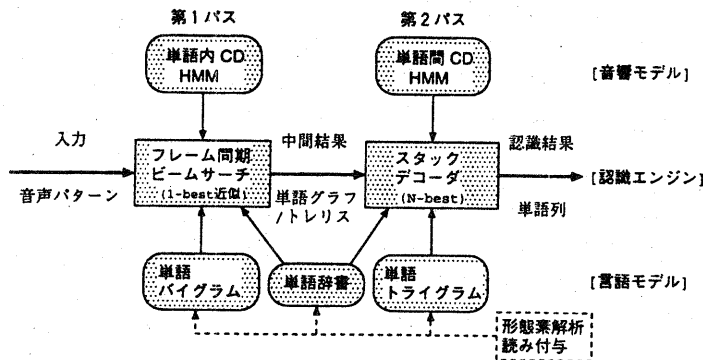 第1パス
第2パス
単語内 CD
HMM
単語間 CD
HMM
[音響モデル]
入力
音声パターン
フレーム同期
ビームサーチ
(1-best近似)
中間結果
単語グラフ
/トレリス
スタック
デコーダ
(N-best)
認識結果
単語列
[認識エンジン]
単語
バイグラム
単語辞書
単語
トライグラム
[言語モデル]
形態素解析
読み付与